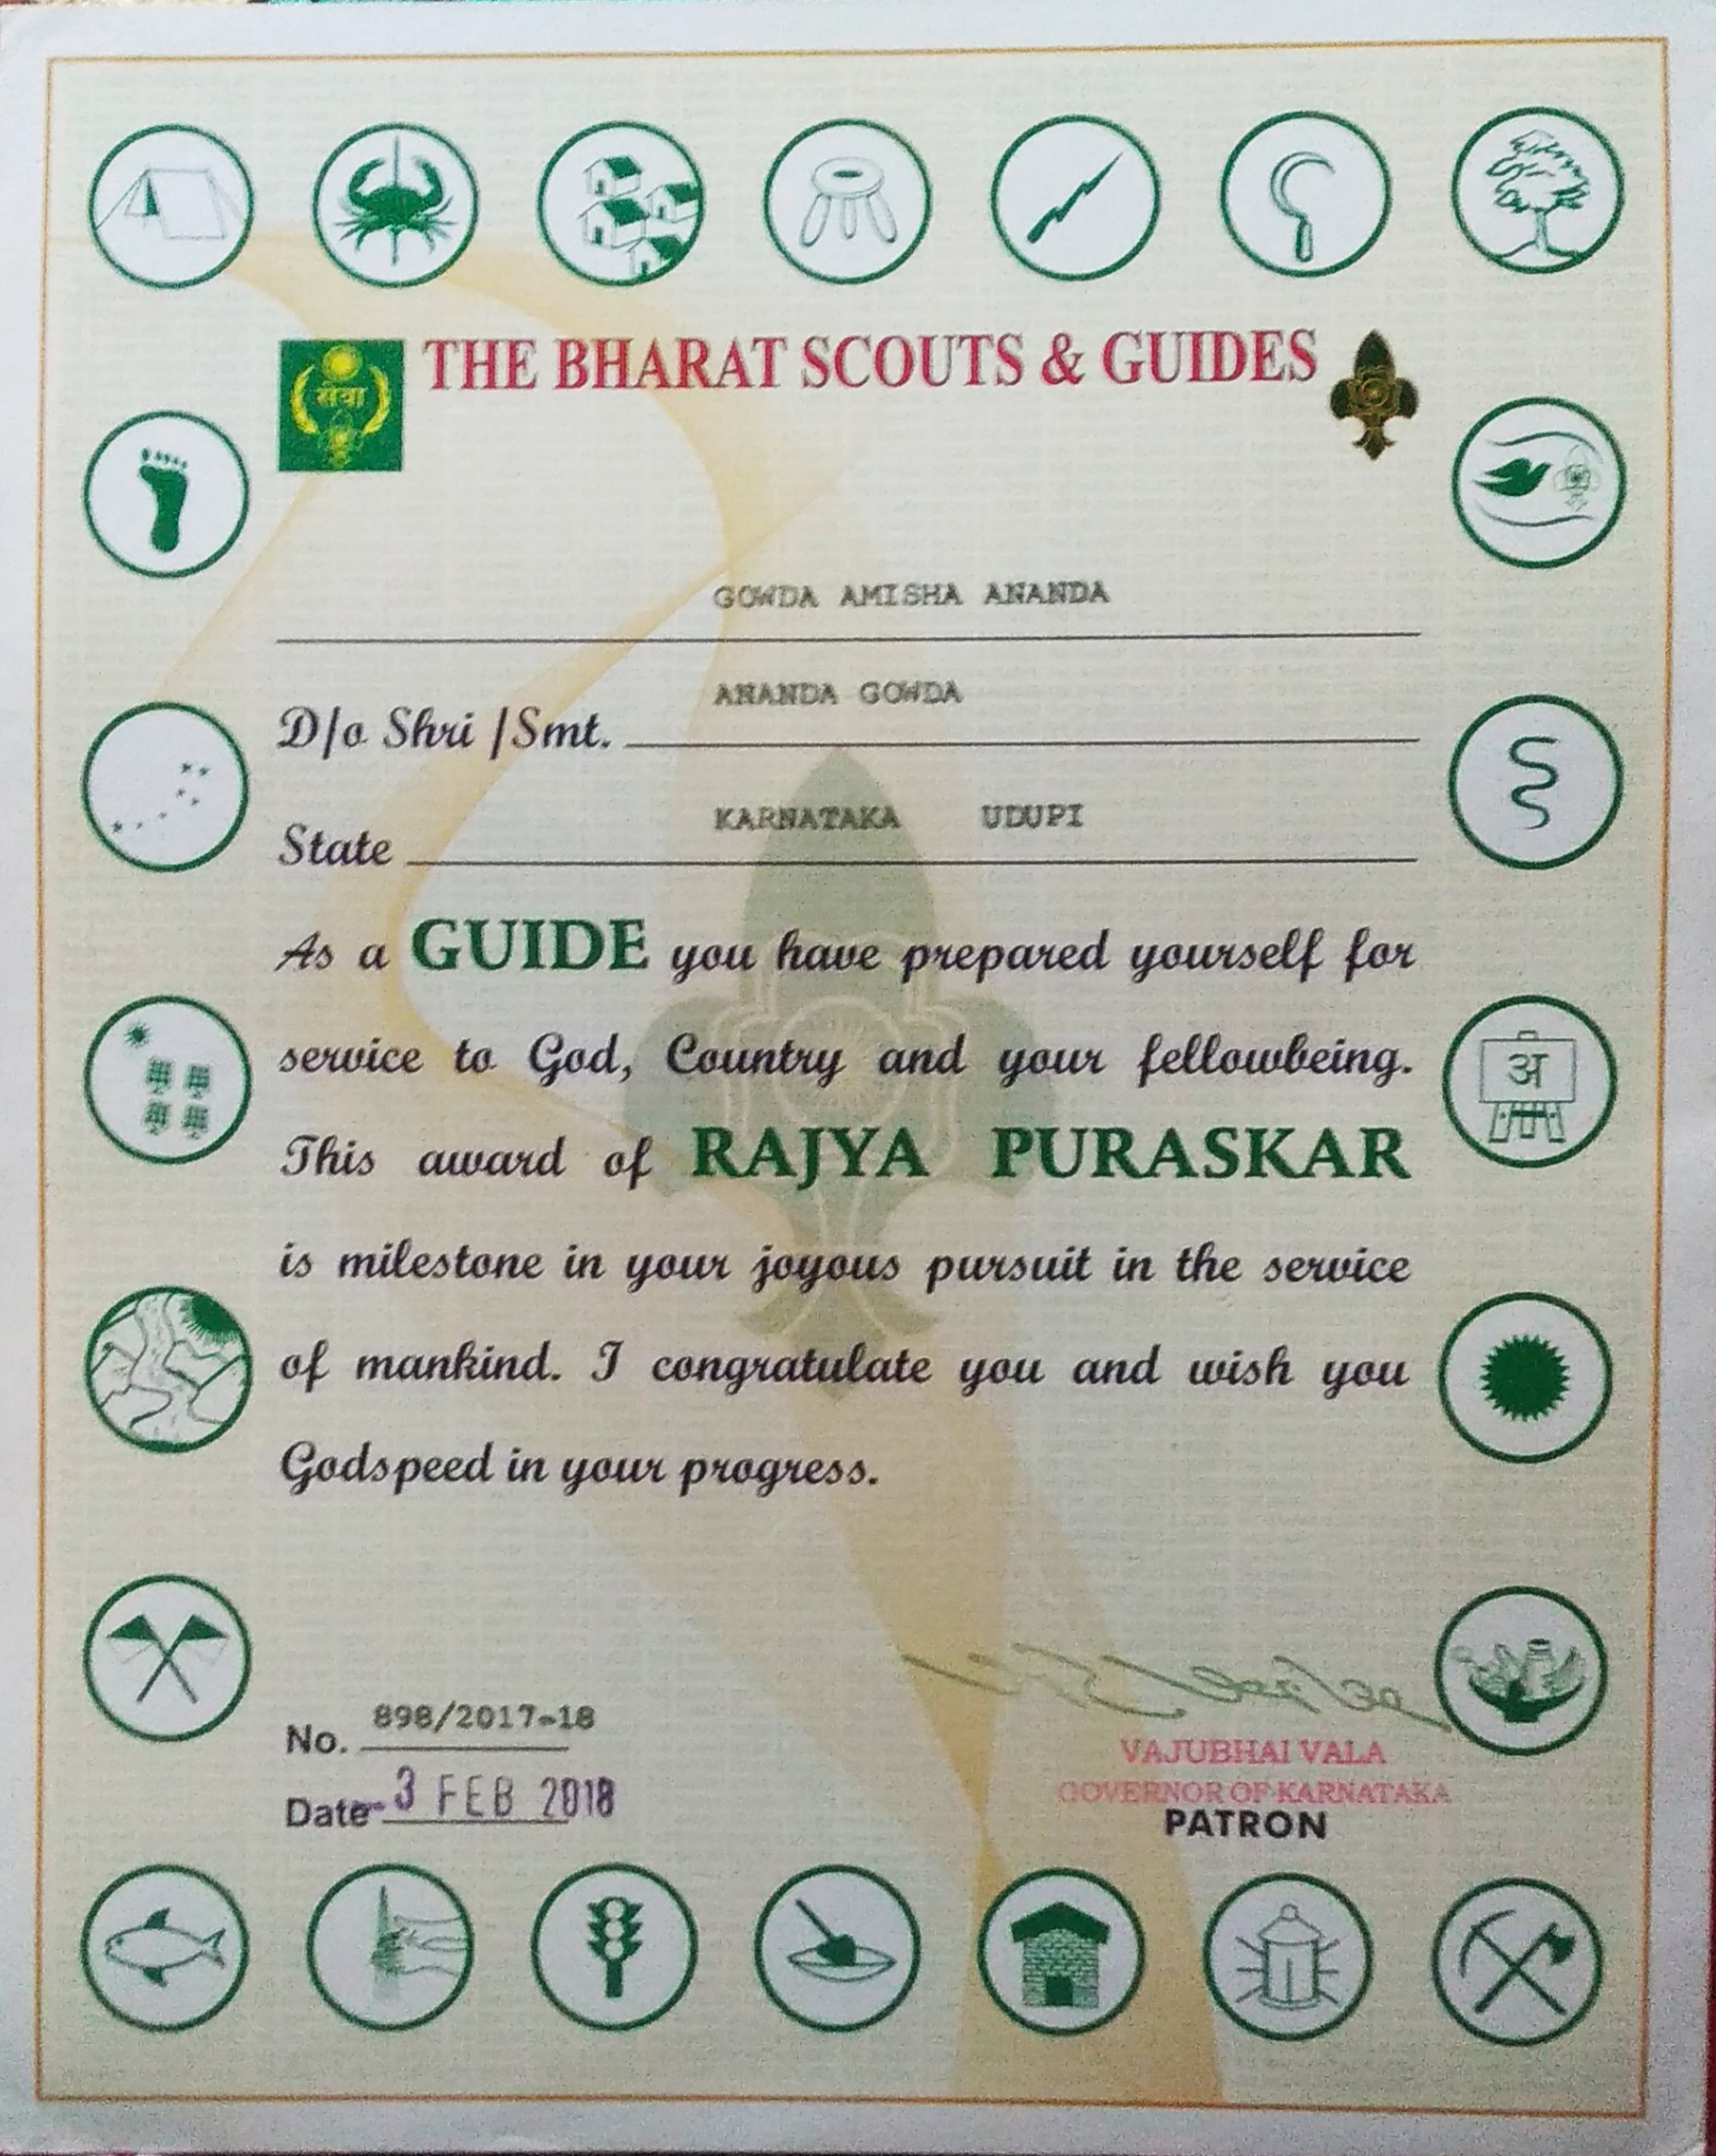 THE BHARAT SCOUTS & GUIDES
सेवा
GOWDA AMISHA ANANDA
ANANDA GOWDA
D/o Shri /Smt.
KARNATAKA UDUPI
State
As a GUIDE you have prepared yourself for
service to God, Country and your fellowbeing.
This award of RAJYA PURASKAR
is milestone in your joyous pursuit in the service
of mankind. I congratulate you and wish you
Godspeed in your progress.
अ
No. 898/2017-18
Date -3 FEB 2018
VAJUBHAI VALA
GOVERNOR OF KARNATAKA
PATRON